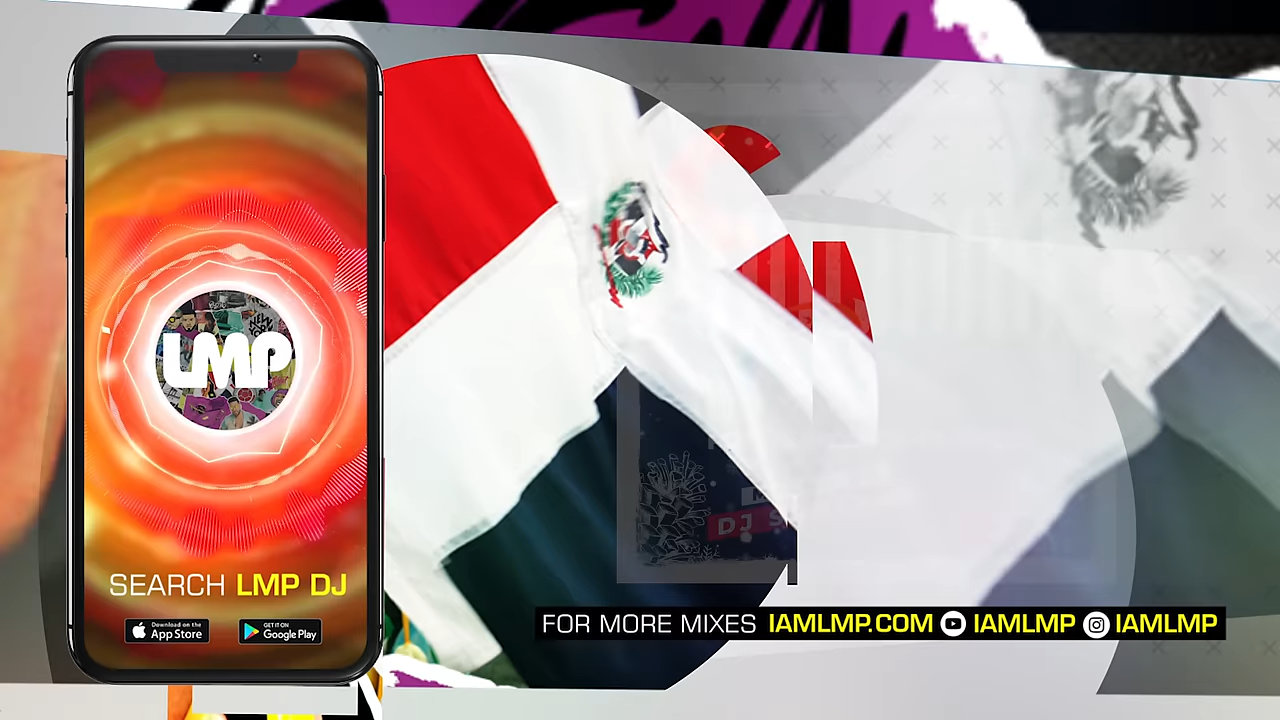 LMP
SEARCH LMP DJ
Download on the
App Store
GET IT ON
Google Play
DJ S
FOR MORE MIXES IAMLMP.COM IAMLMP IAMLMP